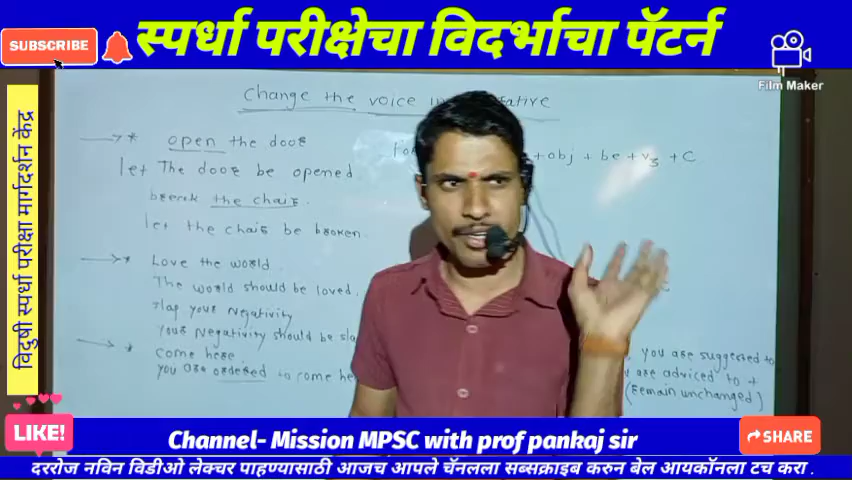 स्पर्धा परीक्षेचा विदर्भाचा पॅटर्न
SUBSCRIBE
Film Maker
विदुषी स्पर्धा परीक्षा मार्गदर्शन केंद्र
Change the voice
* open the door
+ obj + be + v3 + C
let The door be opened
break the chair.
let the chair be broken.
* Love the world.
The world should be loved.
slap your negativity
Your negativity should be
* come here
you are ordered to come
you are suggested to
are adviced to +
(remain unchanged)
LIKE!
SHARE
Channel- Mission MPSC with prof pankaj sir
दररोज नविन विडीओ लेक्चर पाहण्यासाठी आजच आपले चॅनलला सब्सक्राइब करुन बेल आयकॉनला टच करा .